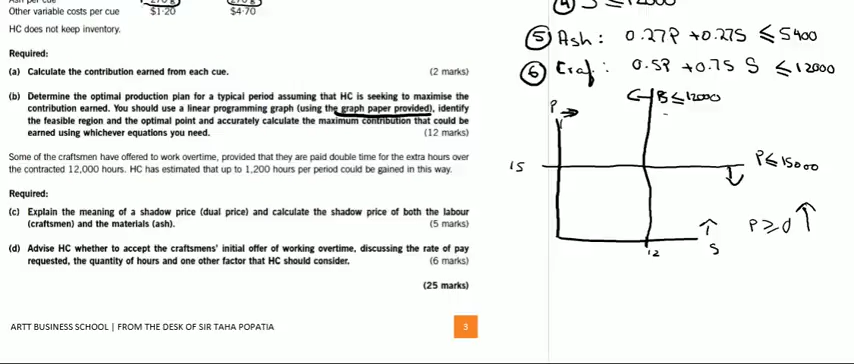 Other variable costs per cue $1·20 $4·70
HC does not keep inventory.
Required:
(a) Calculate the contribution earned from each cue. (2 marks)
(b) Determine the optimal production plan for a typical period assuming that HC is seeking to maximise the
contribution earned. You should use a linear programming graph (using the graph paper provided), identify
the feasible region and the optimal point and accurately calculate the maximum contribution that could be
earned using whichever equations you need. (12 marks)
Some of the craftsmen have offered to work overtime, provided that they are paid double time for the extra hours over
the contracted 12,000 hours. HC has estimated that up to 1,200 hours per period could be gained in this way.
Required:
(c) Explain the meaning of a shadow price (dual price) and calculate the shadow price of both the labour
(craftsmen) and the materials (ash). (5 marks)
(d) Advise HC whether to accept the craftsmen's initial offer of working overtime, discussing the rate of pay
requested, the quantity of hours and one other factor that HC should consider. (6 marks)
(25 marks)
ARTT BUSINESS SCHOOL | FROM THE DESK OF SIR TAHA POPATIA
3
④ S ≤ 12000
⑤ Ash: 0.27P + 0.27S ≤ 5400
⑥ Craf: 0.5P + 0.75 S ≤ 12000
P
≤ 12000
15
P ≤ 15000
P ≥ 0
12
S